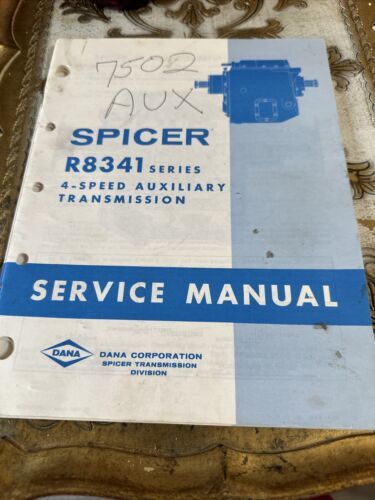 7502
AUX
SPICER
R8341 SERIES
4-SPEED AUXILIARY
TRANSMISSION
SERVICE MANUAL
DANA
DANA CORPORATION
SPICER TRANSMISSION
DIVISION